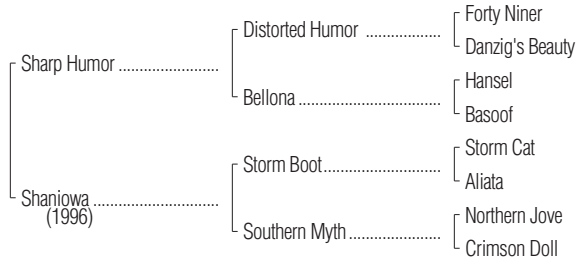 Forty Niner
Distorted Humor ..................
Danzig's Beauty
Sharp Humor ........................
Hansel
Bellona ..................................
Basoof
Storm Cat
Storm Boot............................
Aliata
Shaniowa ..............................
(1996)
Northern Jove
Southern Myth ......................
Crimson Doll